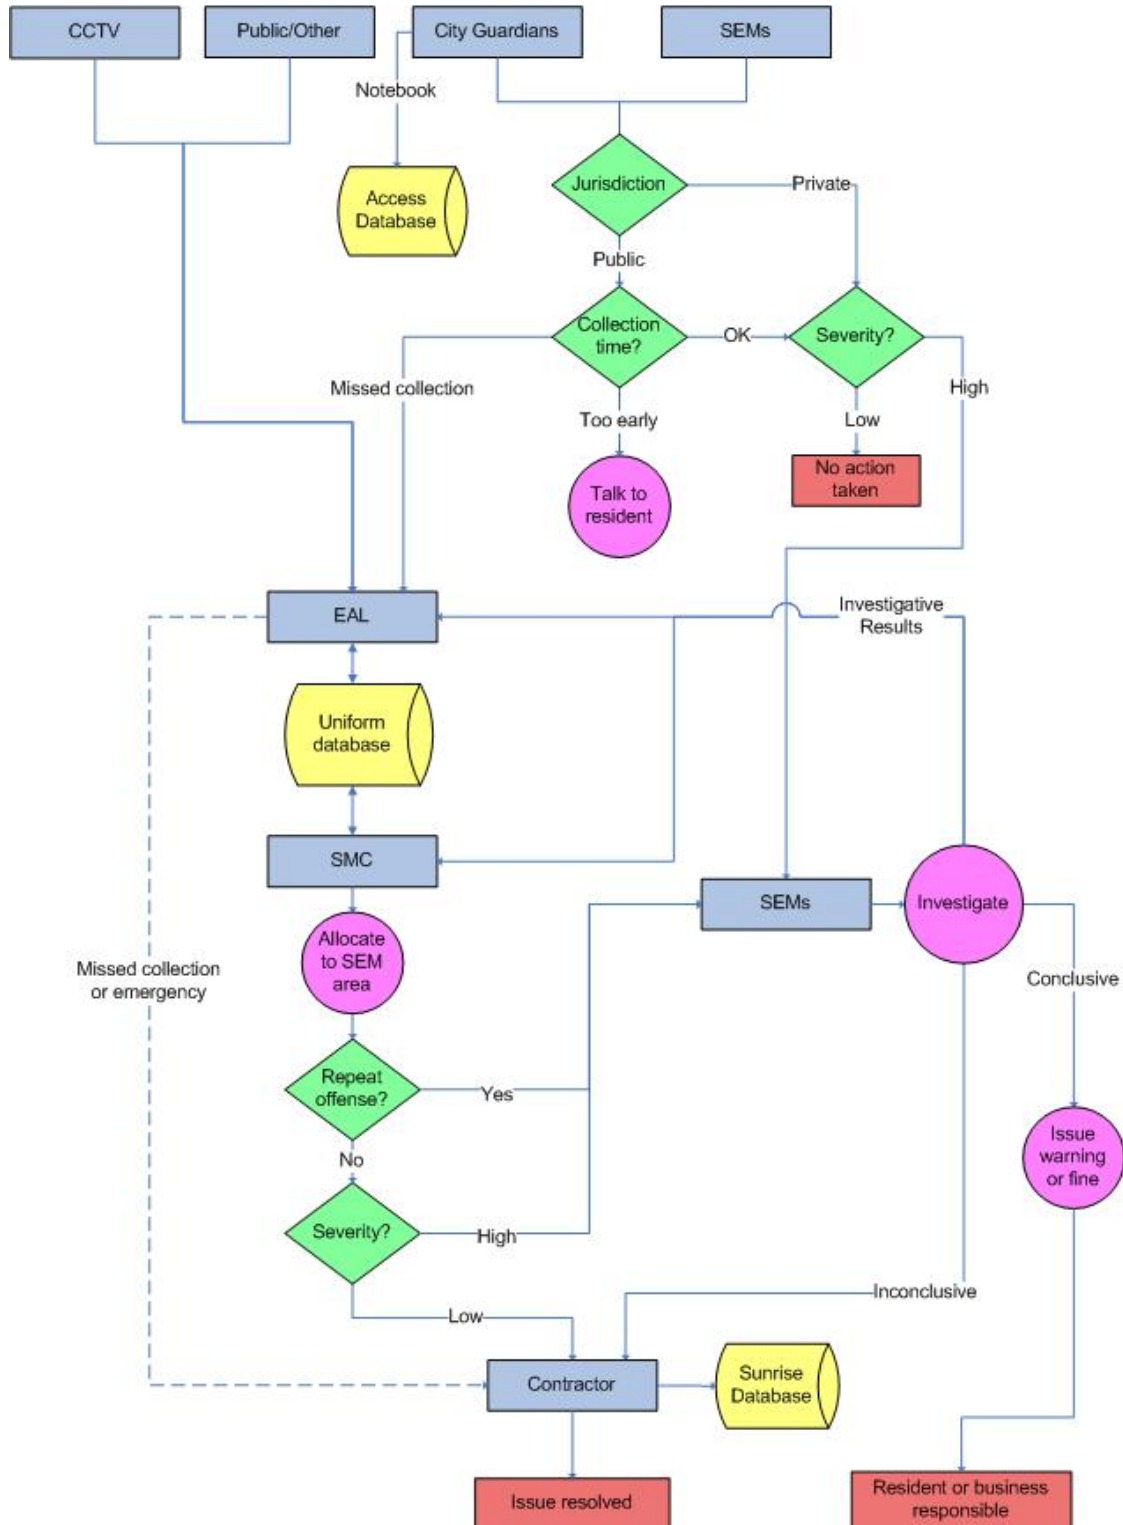 CCTV
Public/Other
City Guardians
SEMs
Notebook
Access
Database
Jurisdiction
Private
Public
Collection
time?
OK
Severity?
Missed collection
High
Too early
Low
Talk to
resident
No action
taken
EAL
Investigative
Results
Uniform
database
SMC
SEMs
Investigate
Allocate
to SEM
area
Missed collection
or emergency
Conclusive
Repeat
offense?
Yes
Issue
warning
or fine
No
Severity?
High
Inconclusive
Low
Contractor
Sunrise
Database
Issue resolved
Resident or business
responsible